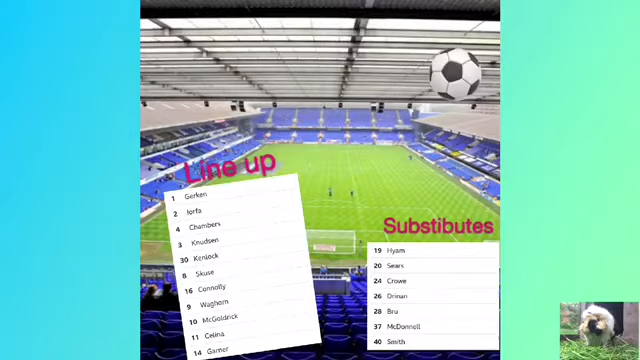 Line up
1 Gerken
2 Iorfa
4 Chambers
3 Knudsen
30 Kenlock
8 Skuse
16 Connolly
9 Waghorn
10 McGoldrick
11 Celina
14 Garner
Substibutes
19 Hyam
20 Sears
24 Crowe
26 Drinan
28 Bru
37 McDonnell
40 Smith